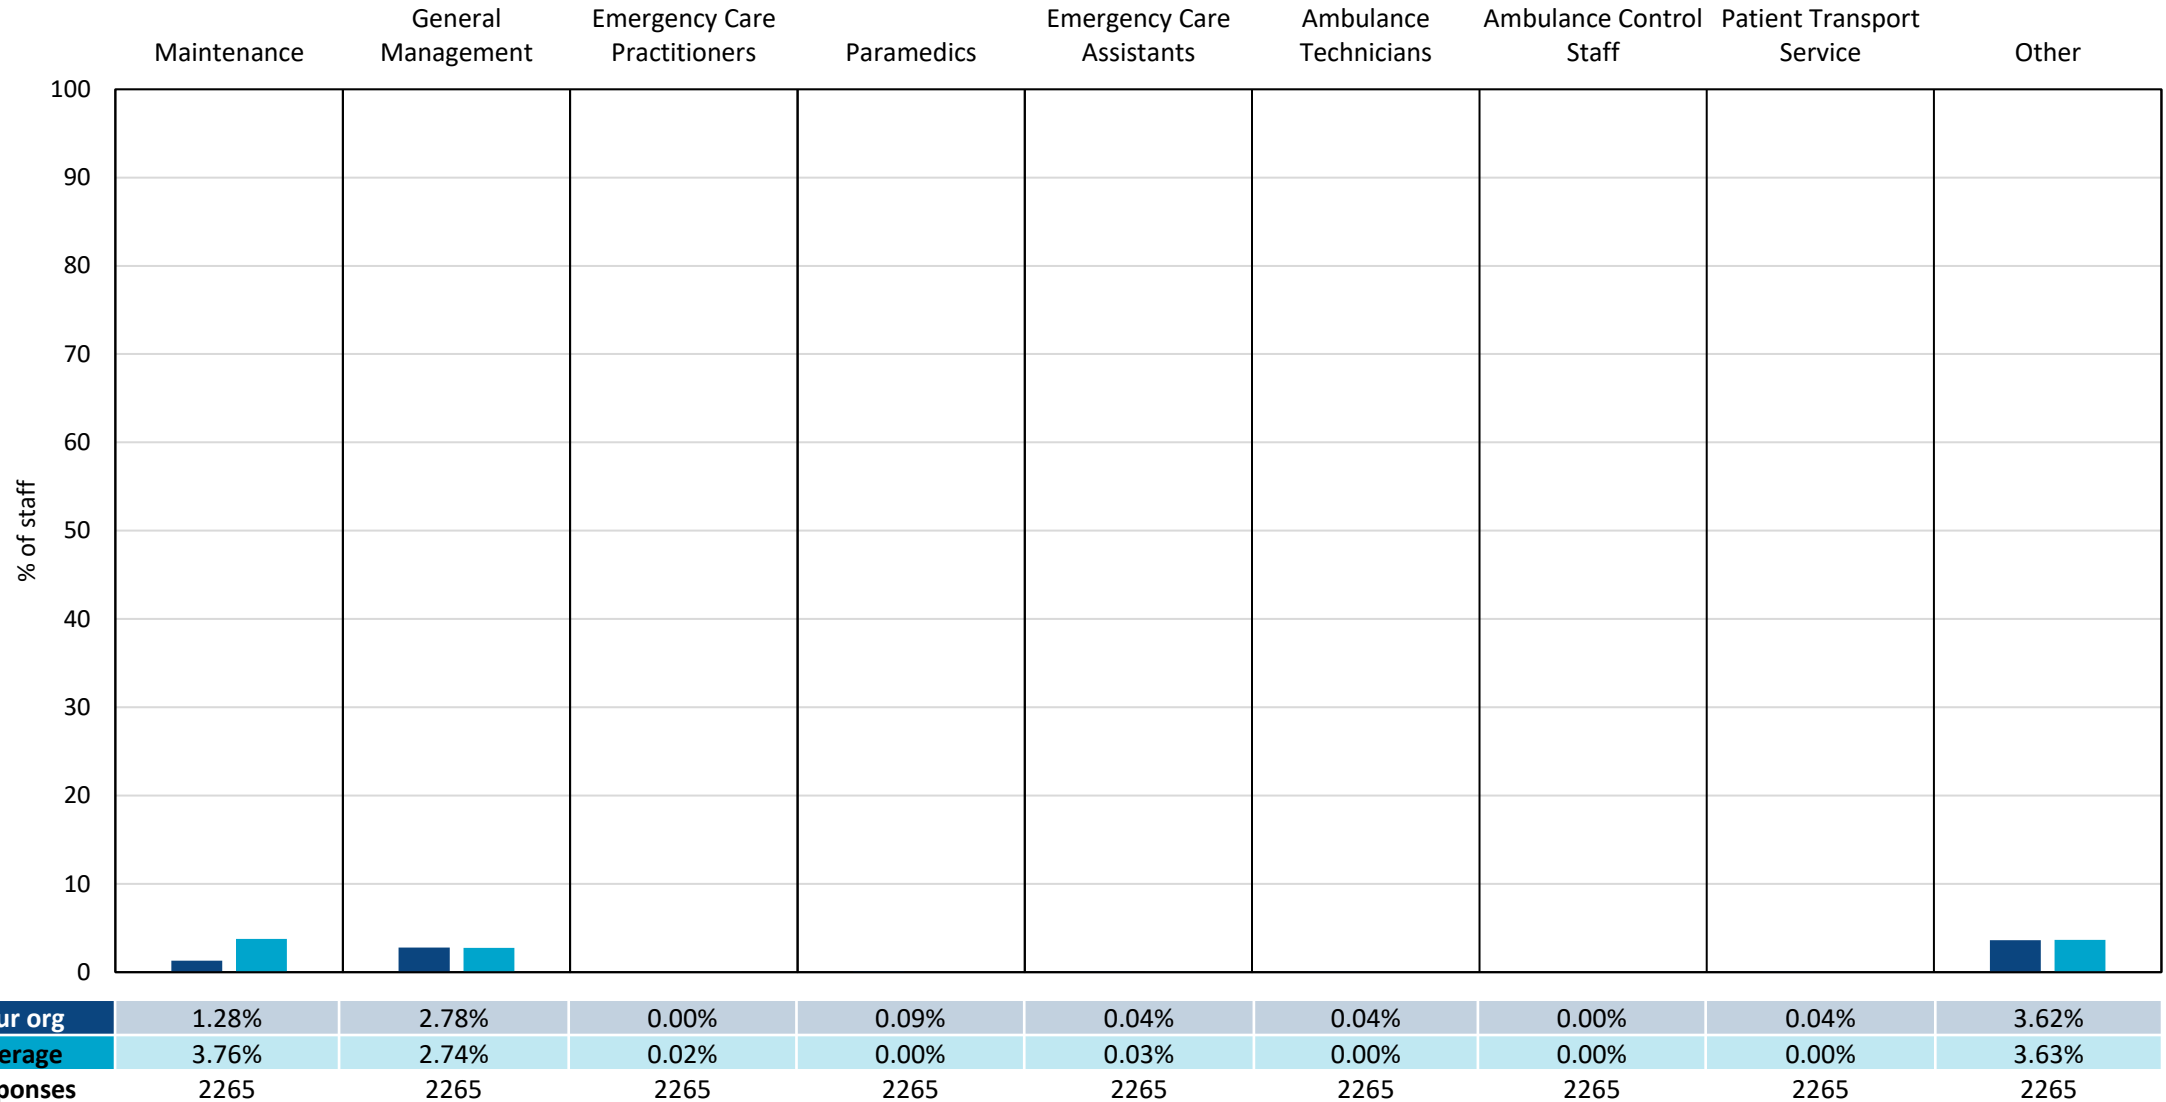 Maintenance
General
Management
Emergency Care
Practitioners
Paramedics
Emergency Care
Assistants
Ambulance
Technicians
Ambulance Control
Staff
Patient Transport
Service
Other
% of staff
100
90
80
70
60
50
40
30
20
10
0
ur org 1.28% 2.78% 0.00% 0.09% 0.04% 0.04% 0.00% 0.04% 3.62%
erage 3.76% 2.74% 0.02% 0.00% 0.03% 0.00% 0.00% 0.00% 3.63%
ponses 2265 2265 2265 2265 2265 2265 2265 2265 2265